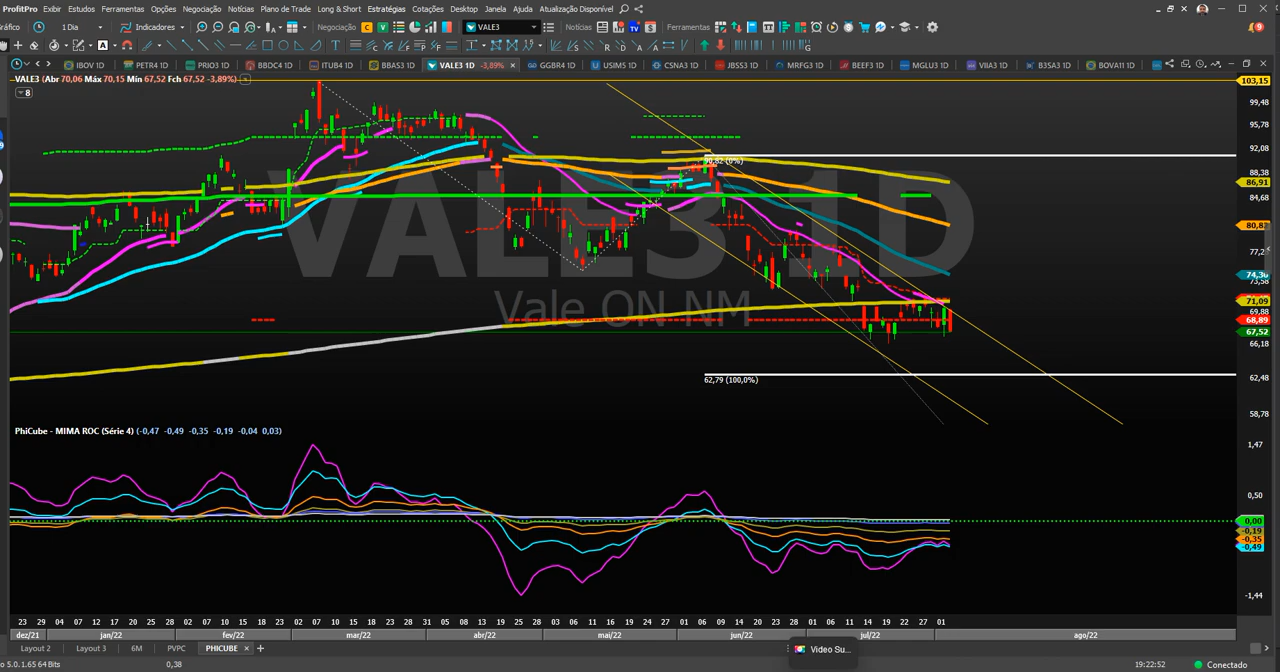 ProfitPro Exibir Estudos Ferramentas Opções Negociação Notícias Plano de Trade Long & Short Estratégias Cotações Desktop Janela Ajuda Atualização Disponível
ráfico 1 Dia Indicadores Negociação VALE3 Notícias Ferramentas
IBOV 1D PETR4 1D PRIO3 1D BBDC4 1D ITUB4 1D BBAS3 1D VALE3 1D -3,89% GGBR4 1D USIM5 1D CSNA3 1D JBSS3 1D MRFG3 1D BEEF3 1D MGLU3 1D VIIA3 1D B3SA3 1D BOVA11 1D
VALE3 (Abr 70,06 Máx 70,15 Mín 67,52 Fch 67,52 -3,89%)
8
103,15
99,48
95,78
92,08
88,38
86,91
84,68
80,82
77,2
74,30
73,58
71,09
69,88
68,89
67,52
66,18
62,48
58,78
VALE3 1D
Vale ON NM
90,82 (0%)
62,79 (100,0%)
PhiCube - MIMA ROC (Série 4) (-0,47 -0,49 -0,35 -0,19 -0,04 0,03)
1,47
0,50
0,00
-0,19
-0,35
-0,49
-1,44
23 29 04 07 12 17 20 25 28 02 07 10 15 18 23 02 07 10 15 18 23 28 31 05 08 13 19 25 28 03 06 11 16 19 24 27 01 06 09 14 20 23 28 01 06 11 14 19 22 27 01
dez/21 jan/22 fev/22 mar/22 abr/22 mai/22 jun/22 jul/22 ago/22
Layout 2 Layout 3 6M PVPC PHICUBE
Video Su...
o 5.0.1.65 64 Bits 0,38 19:22:52 Conectado